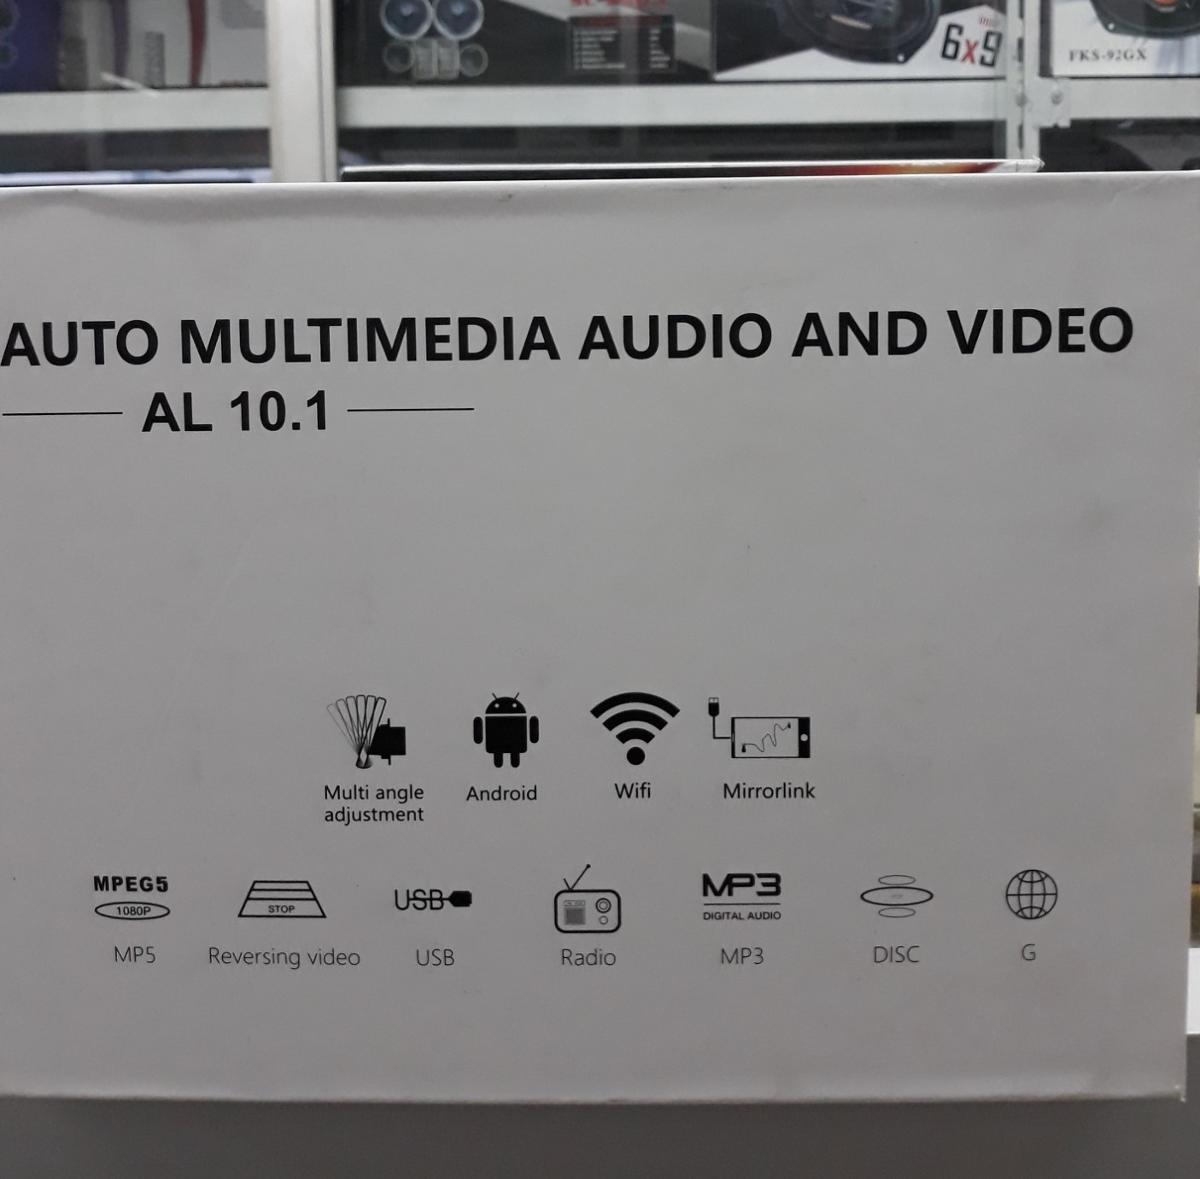 6x9
FKS-92GX
AUTO MULTIMEDIA AUDIO AND VIDEO
AL 10.1
Multi angle
adjustment
Android
Wifi
Mirrorlink
MPEG5
1080P
MP5
STOP
Reversing video
USB
USB
Radio
MP3
DIGITAL AUDIO
MP3
DISC
G